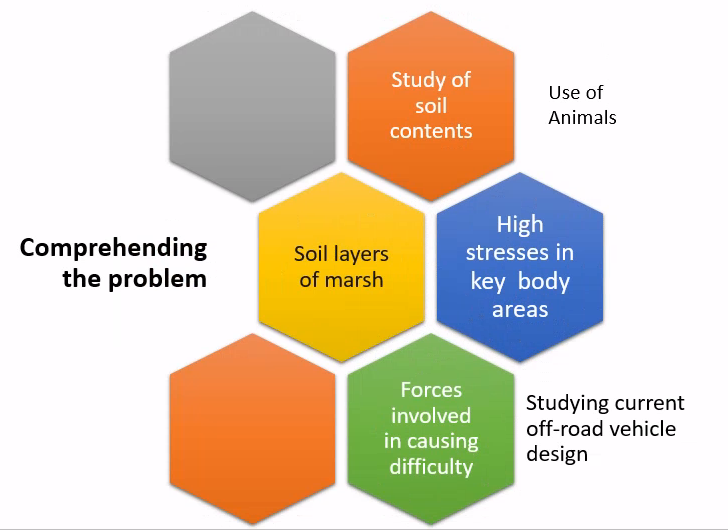 Study of
soil
contents
Use of
Animals
Comprehending
the problem
Soil layers
of marsh
High
stresses in
key body
areas
Forces
involved
in causing
difficulty
Studying current
off-road vehicle
design